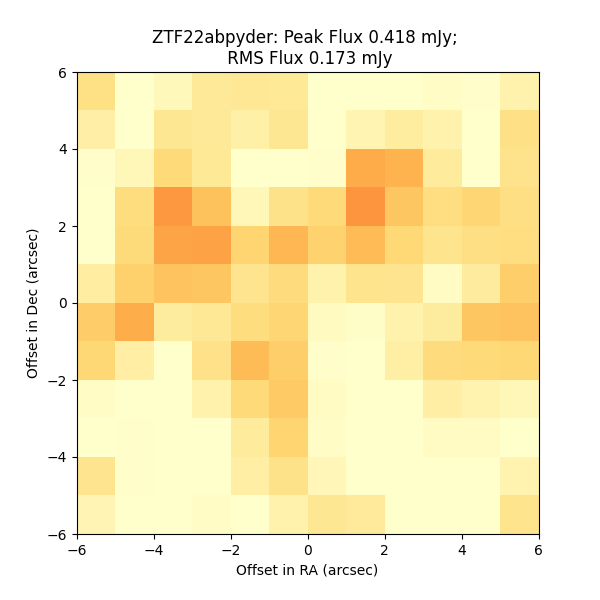 ZTF22abpyder: Peak Flux 0.418 mJy;
RMS Flux 0.173 mJy
6
4
2
0
−2
−4
−6
Offset in Dec (arcsec)
−6 −4 −2 0 2 4 6
Offset in RA (arcsec)